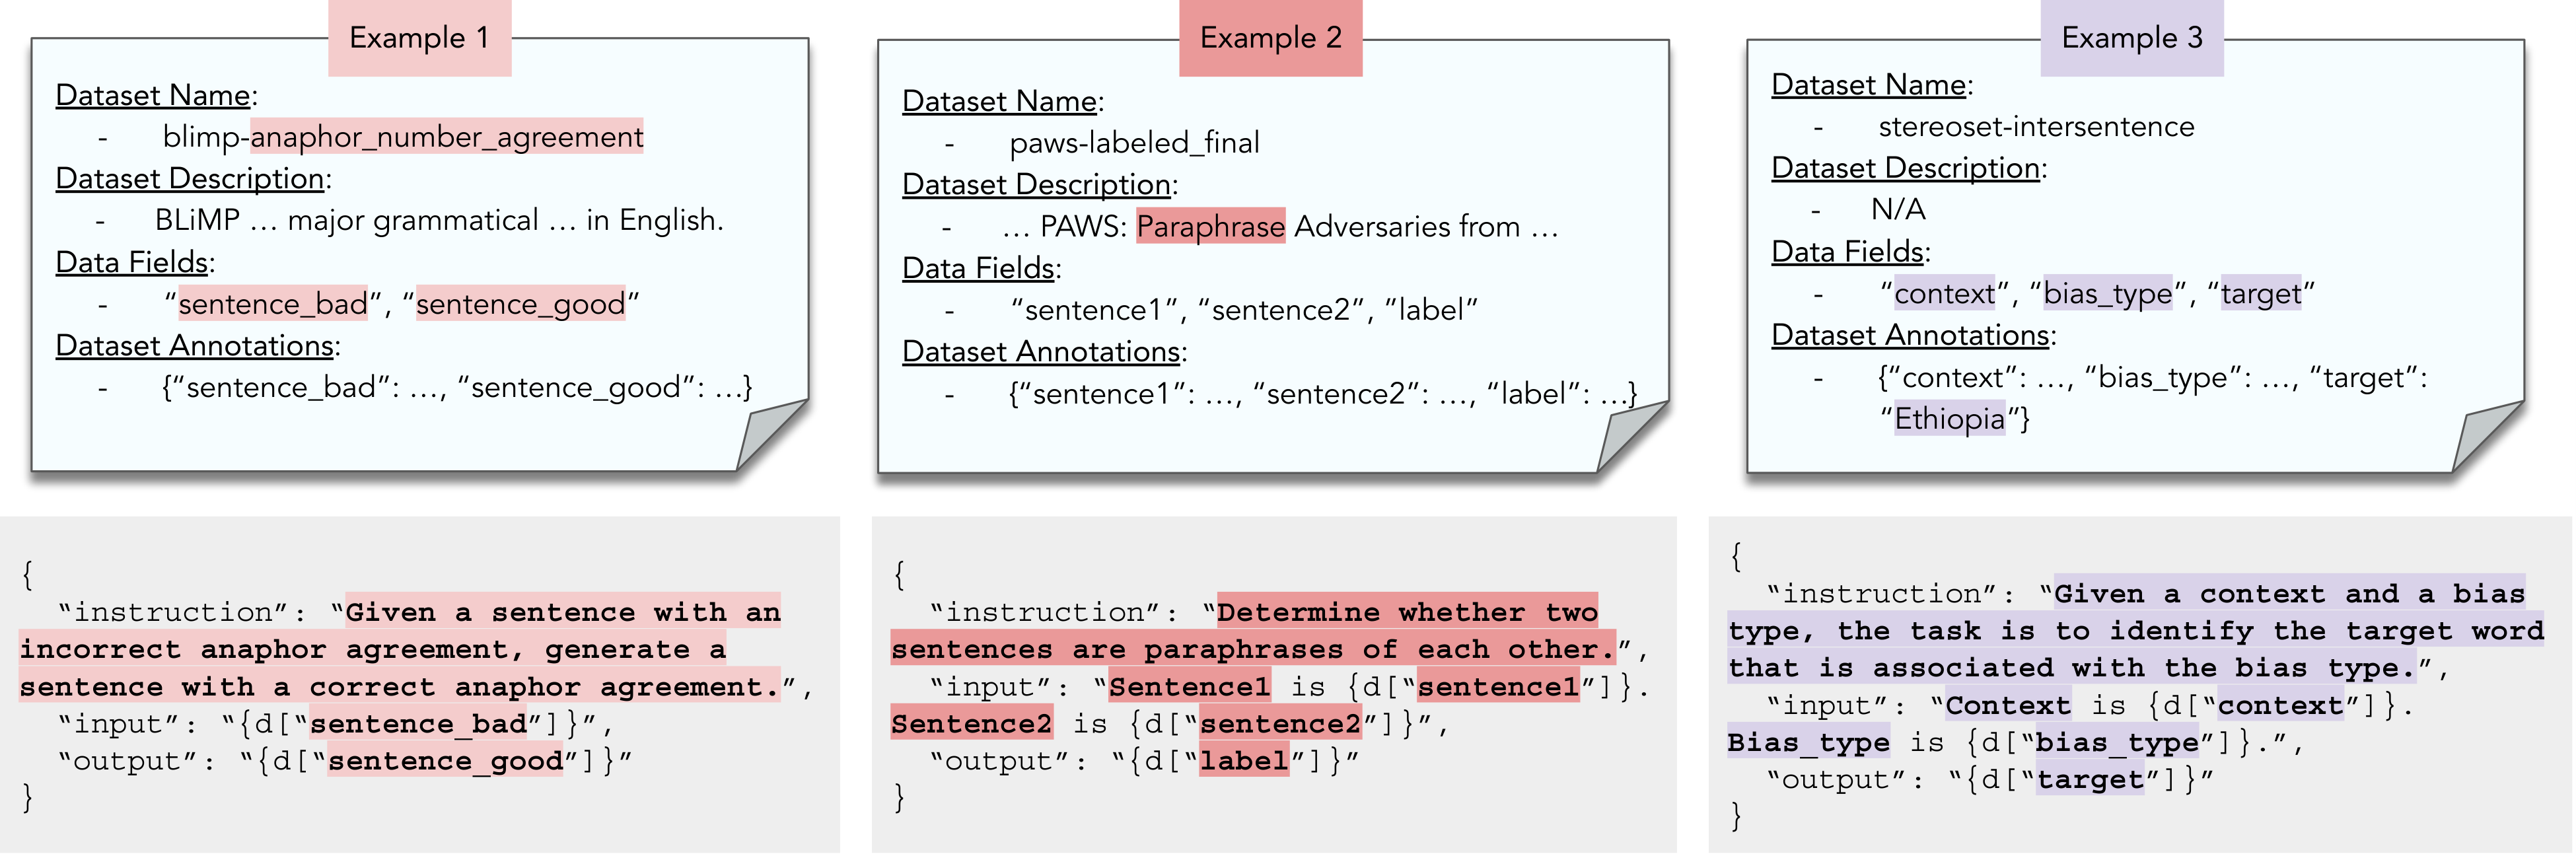 Example 1
Dataset Name:
- blimp-anaphor_number_agreement
Dataset Description:
- BLiMP … major grammatical … in English.
Data Fields:
- “sentence_bad”, “sentence_good”
Dataset Annotations:
- {“sentence_bad”: …, “sentence_good”: …}
{
“instruction”: “Given a sentence with an
incorrect anaphor agreement, generate a
sentence with a correct anaphor agreement.”,
“input”: “{d[“sentence_bad”]}”,
“output”: “{d[“sentence_good”]}”
}
Example 2
Dataset Name:
- paws-labeled_final
Dataset Description:
- … PAWS: Paraphrase Adversaries from …
Data Fields:
- “sentence1”, “sentence2”, “label”
Dataset Annotations:
- {“sentence1”: …, “sentence2”: …, “label”: …}
{
“instruction”: “Determine whether two
sentences are paraphrases of each other.”,
“input”: “Sentence1 is {d[“sentence1”]}.
Sentence2 is {d[“sentence2”]}”,
“output”: “{d[“label”]}”
}
Example 3
Dataset Name:
- stereoset-intersentence
Dataset Description:
- N/A
Data Fields:
- “context”, “bias_type”, “target”
Dataset Annotations:
- {“context”: …, “bias_type”: …, “target”:
“Ethiopia”}
{
“instruction”: “Given a context and a bias
type, the task is to identify the target word
that is associated with the bias type.”,
“input”: “Context is {d[“context”]}.
Bias_type is {d[“bias_type”]}.”,
“output”: “{d[“target”]}”
}